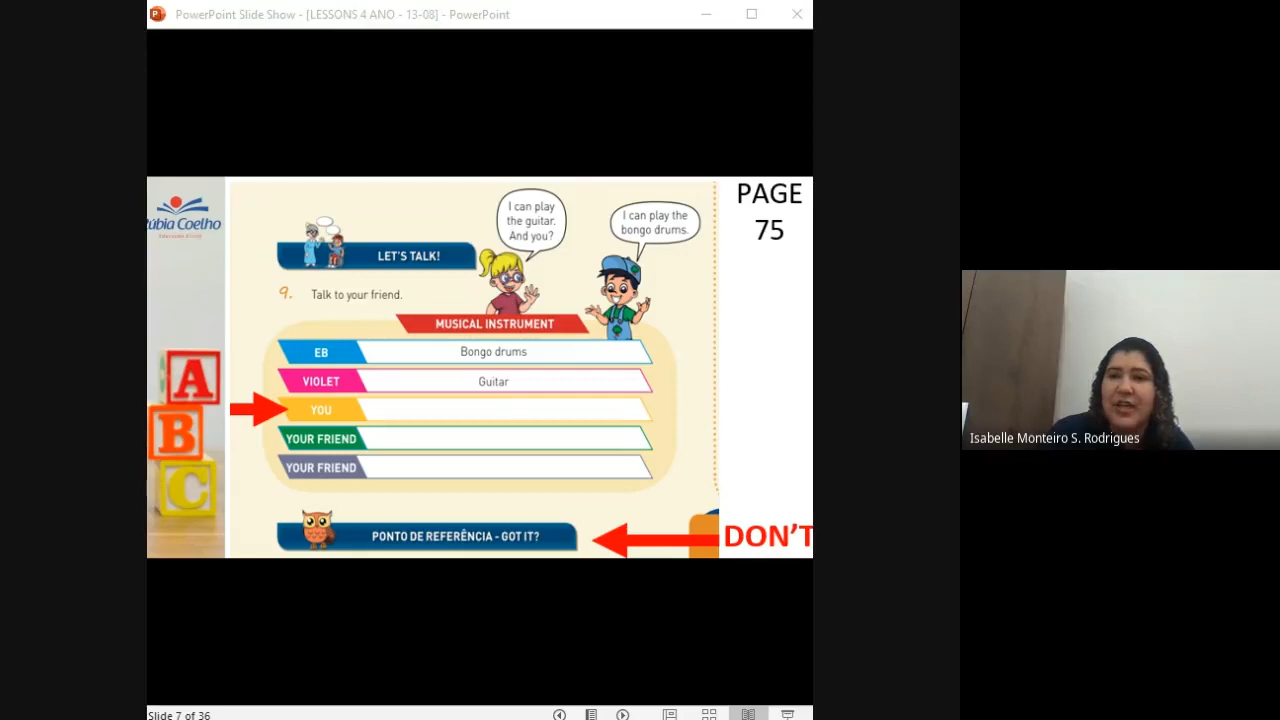 PowerPoint Slide Show - [LESSONS 4 ANO - 13-08] - PowerPoint
Rúbia Coelho
I can play
the guitar.
And you?
I can play the
bongo drums.
PAGE
75
LET'S TALK!
9. Talk to your friend.
MUSICAL INSTRUMENT
EB Bongo drums
VIOLET Guitar
YOU
YOUR FRIEND
YOUR FRIEND
A
B
C
PONTO DE REFERÊNCIA - GOT IT?
DON'T
Isabelle Monteiro S. Rodrigues
Slide 7 of 36